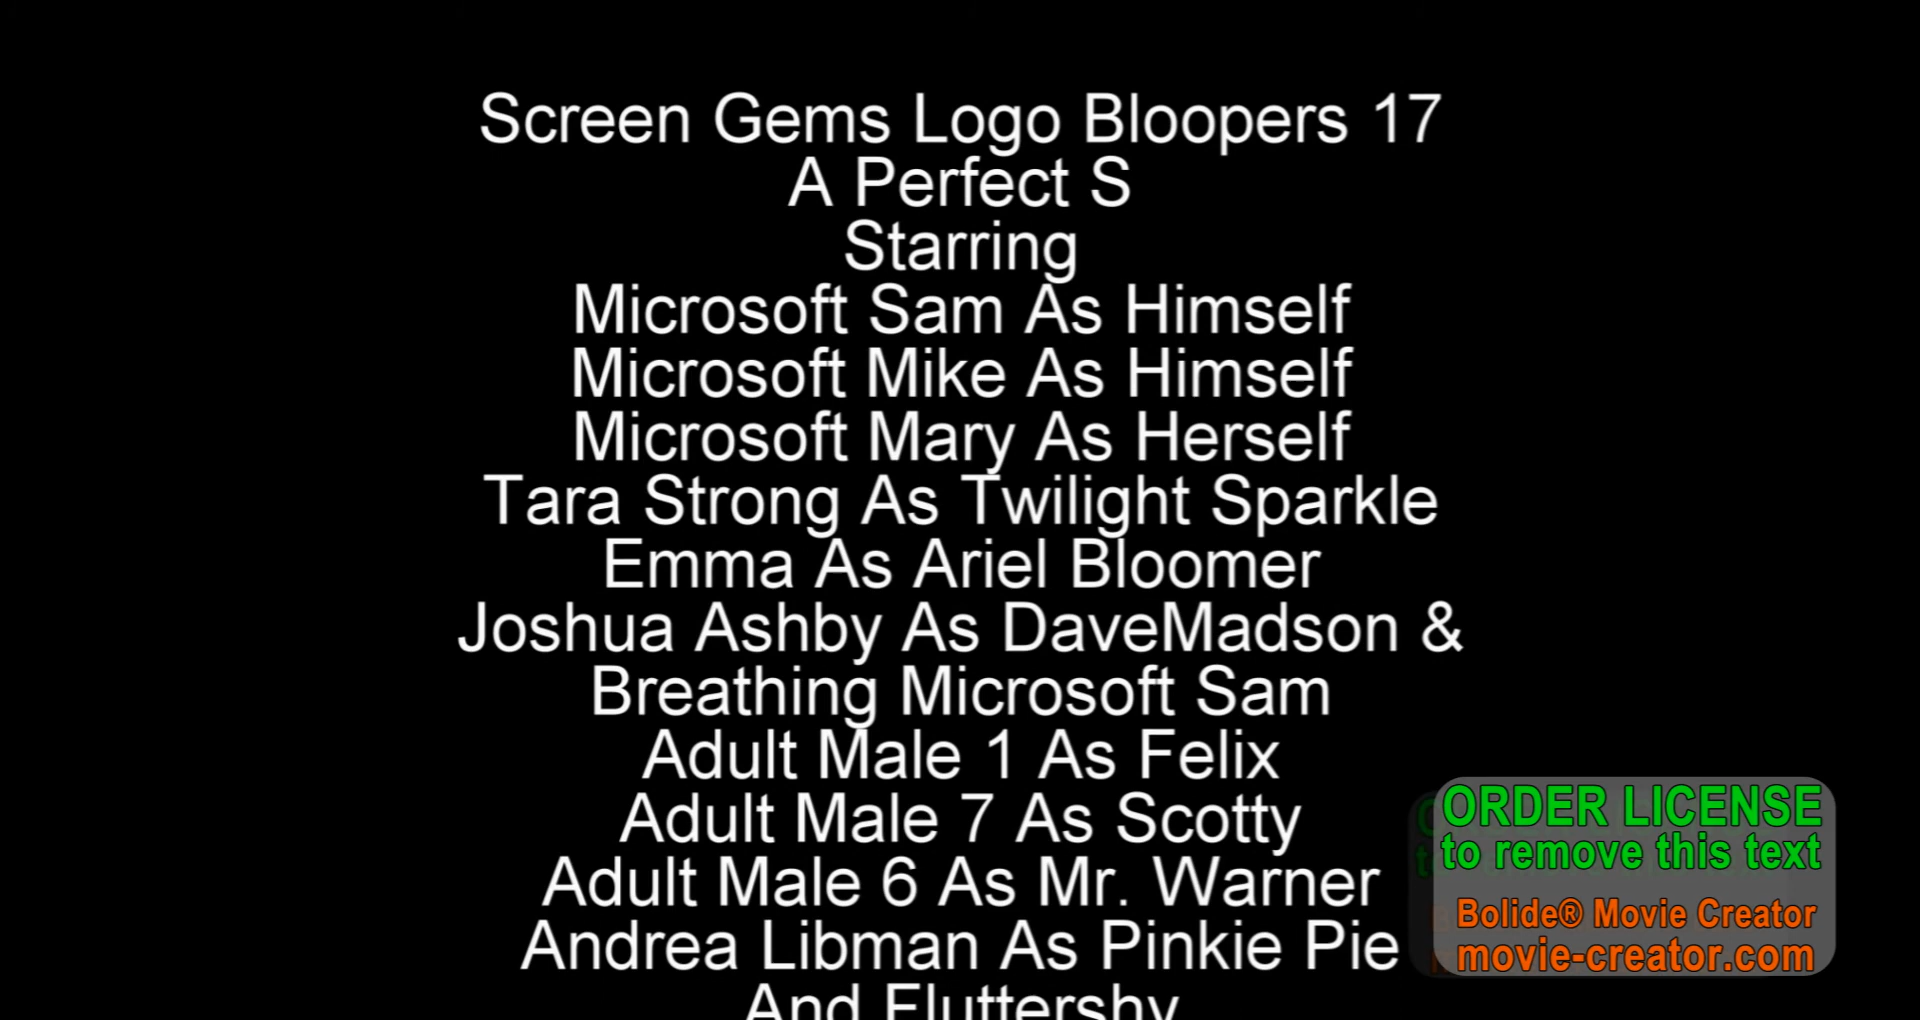 Screen Gems Logo Bloopers 17
A Perfect S
Starring
Microsoft Sam As Himself
Microsoft Mike As Himself
Microsoft Mary As Herself
Tara Strong As Twilight Sparkle
Emma As Ariel Bloomer
Joshua Ashby As DaveMadson &
Breathing Microsoft Sam
Adult Male 1 As Felix
Adult Male 7 As Scotty
Adult Male 6 As Mr. Warner
Andrea Libman As Pinkie Pie
And Fluttershy
ORDER LICENSE
to remove this text
Bolide® Movie Creator
movie-creator.com